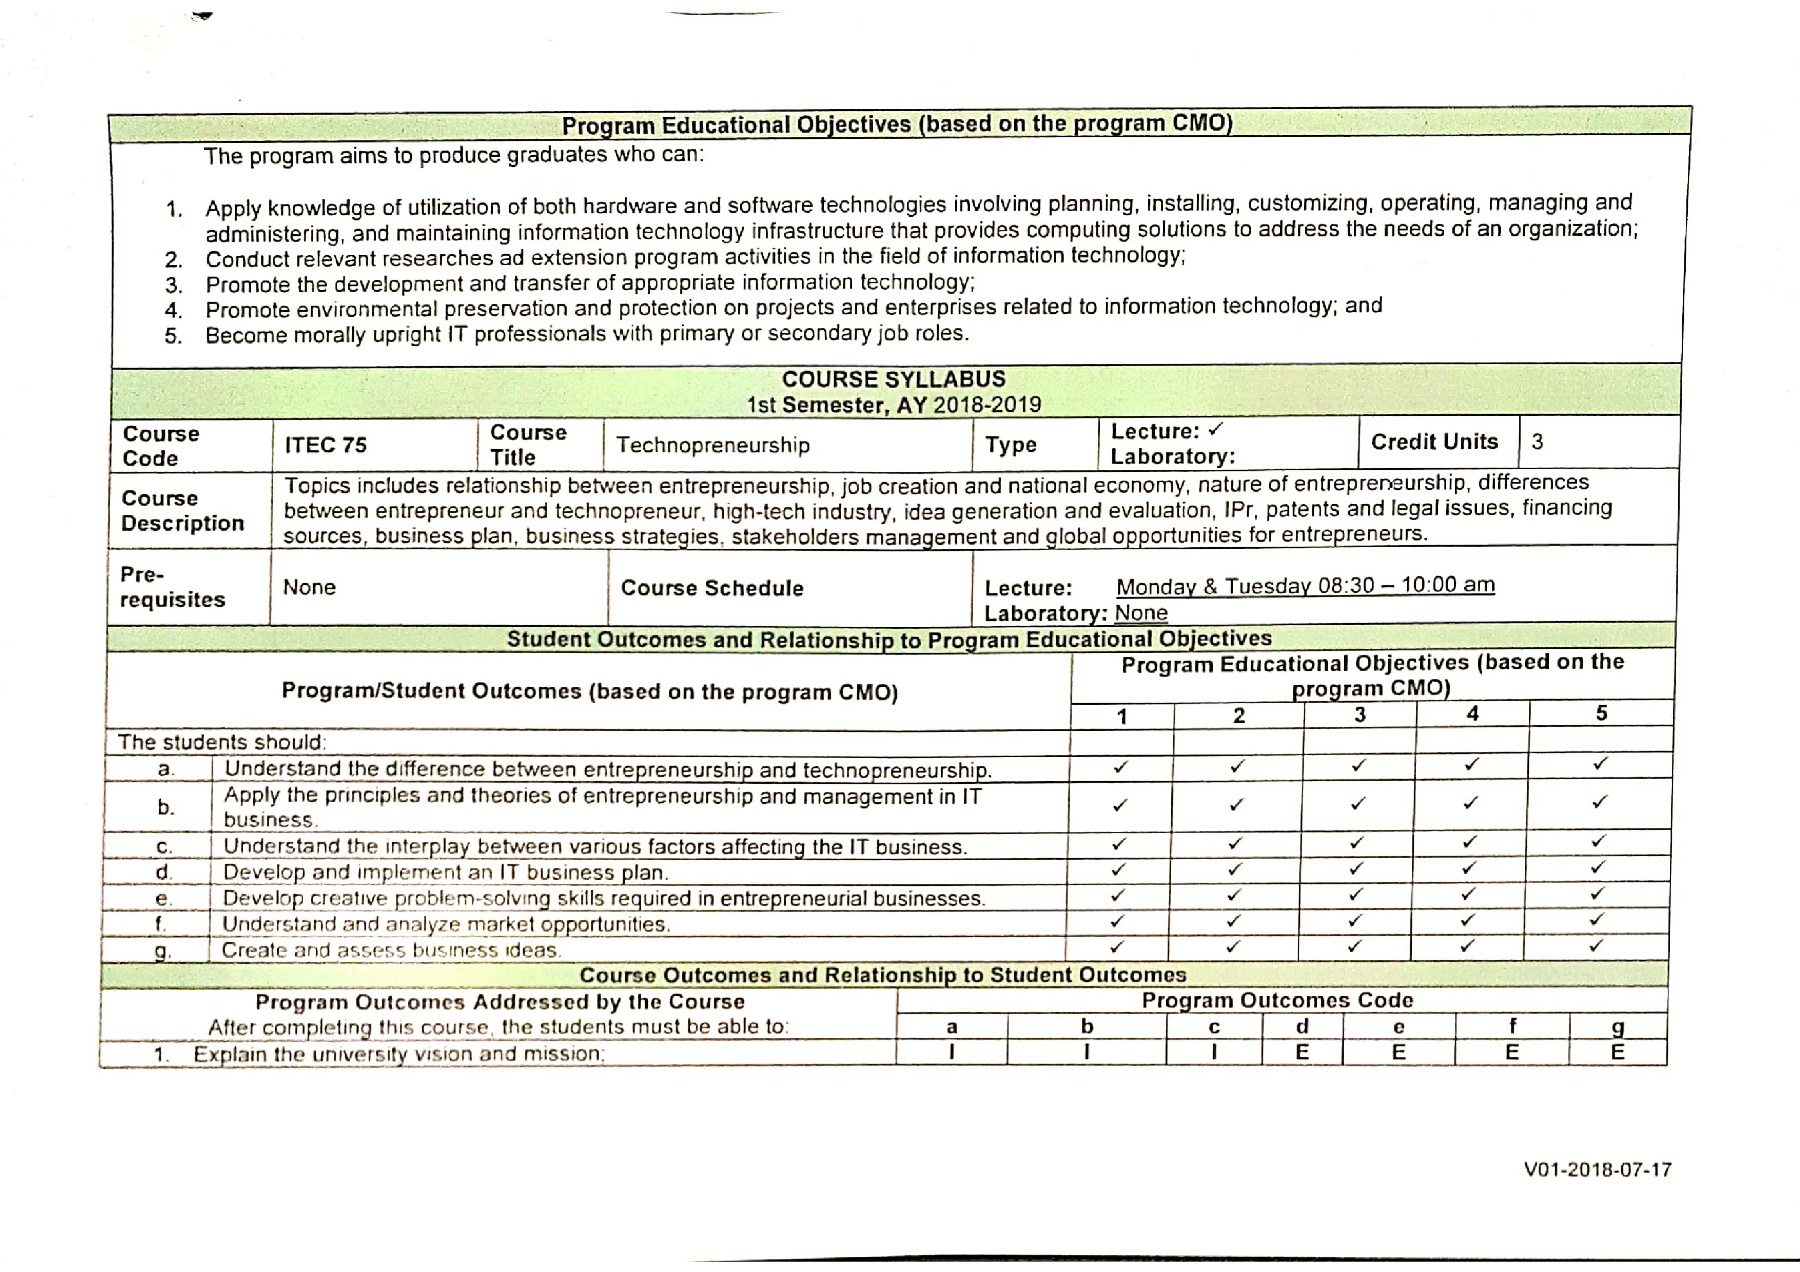 Program Educational Objectives (based on the program CMO)
The program aims to produce graduates who can:
1. Apply knowledge of utilization of both hardware and software technologies involving planning, installing, customizing, operating, managing and
administering, and maintaining information technology infrastructure that provides computing solutions to address the needs of an organization;
2. Conduct relevant researches ad extension program activities in the field of information technology;
3. Promote the development and transfer of appropriate information technology;
4. Promote environmental preservation and protection on projects and enterprises related to information technology; and
5. Become morally upright IT professionals with primary or secondary job roles.
COURSE SYLLABUS
1st Semester, AY 2018-2019
Course
Code
ITEC 75
Course
Title
Technopreneurship
Type
Lecture: ✓
Laboratory:
Credit Units
3
Course
Description
Topics includes relationship between entrepreneurship, job creation and national economy, nature of entrepreneurship, differences
between entrepreneur and technopreneur, high-tech industry, idea generation and evaluation, IPr, patents and legal issues, financing
sources, business plan, business strategies, stakeholders management and global opportunities for entrepreneurs.
Pre-
requisites
None
Course Schedule
Lecture: Monday & Tuesday 08:30 – 10:00 am
Laboratory: None
Student Outcomes and Relationship to Program Educational Objectives
Program/Student Outcomes (based on the program CMO)
Program Educational Objectives (based on the
program CMO)
1 2 3 4 5
The students should:
a. Understand the difference between entrepreneurship and technopreneurship. ✓ ✓ ✓ ✓ ✓
b. Apply the principles and theories of entrepreneurship and management in IT
business. ✓ ✓ ✓ ✓ ✓
c. Understand the interplay between various factors affecting the IT business. ✓ ✓ ✓ ✓ ✓
d. Develop and implement an IT business plan. ✓ ✓ ✓ ✓ ✓
e. Develop creative problem-solving skills required in entrepreneurial businesses. ✓ ✓ ✓ ✓ ✓
f. Understand and analyze market opportunities. ✓ ✓ ✓ ✓ ✓
g. Create and assess business ideas. ✓ ✓ ✓ ✓ ✓
Course Outcomes and Relationship to Student Outcomes
Program Outcomes Addressed by the Course
Program Outcomes Code
After completing this course, the students must be able to:
a b c d e f g
1. Explain the university vision and mission; I I I E E E E
V01-2018-07-17